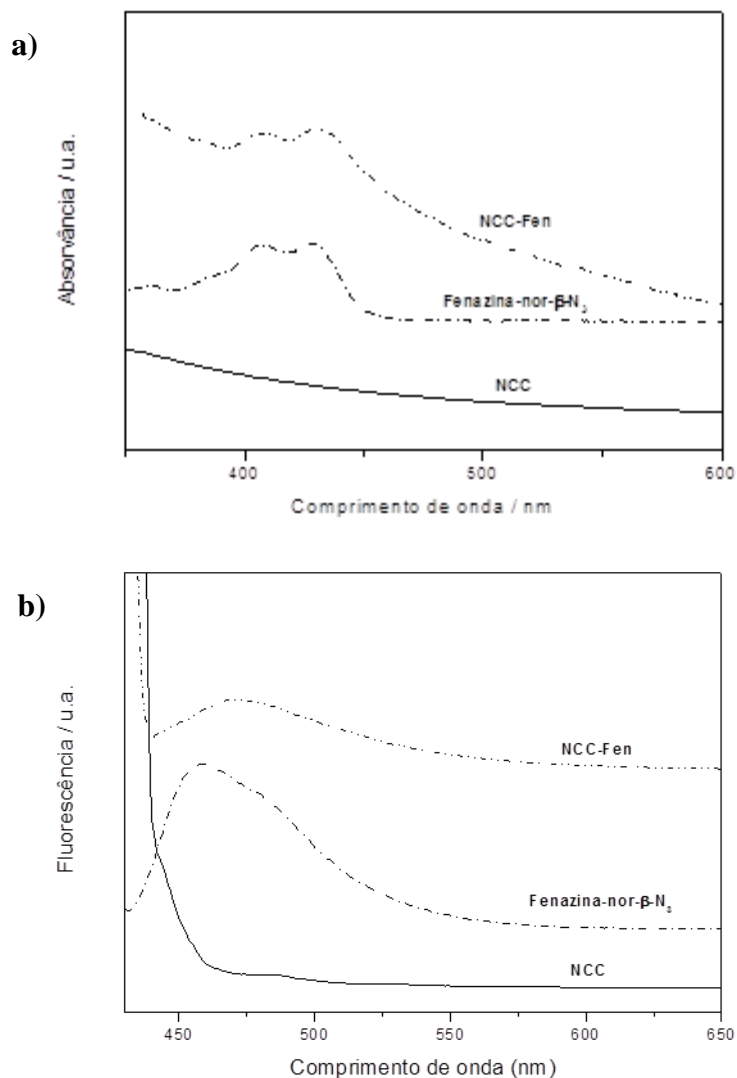 a)
Absorvância / u.a.
NCC-Fen
Fenazina-nor-β-N₃
NCC
400
500
600
Comprimento de onda / nm
b)
Fluorescência / u.a.
NCC-Fen
Fenazina-nor-β-N₃
NCC
450
500
550
600
650
Comprimento de onda (nm)